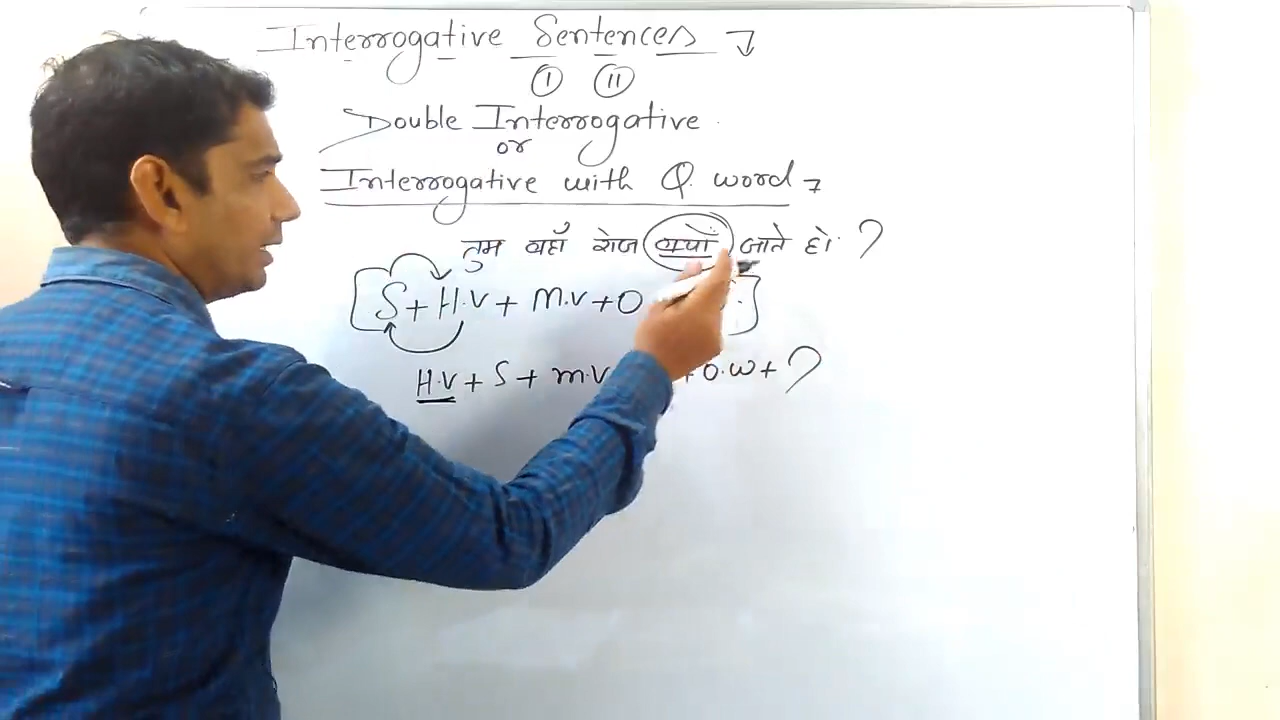 Interrogative Sentences
I II
Double Interrogative
or
Interrogative with Q. word
तुम वहाँ रोज क्यों जाते हो ?
S + H.V + M.V + O
H.V + S + M.V + O.W + ?